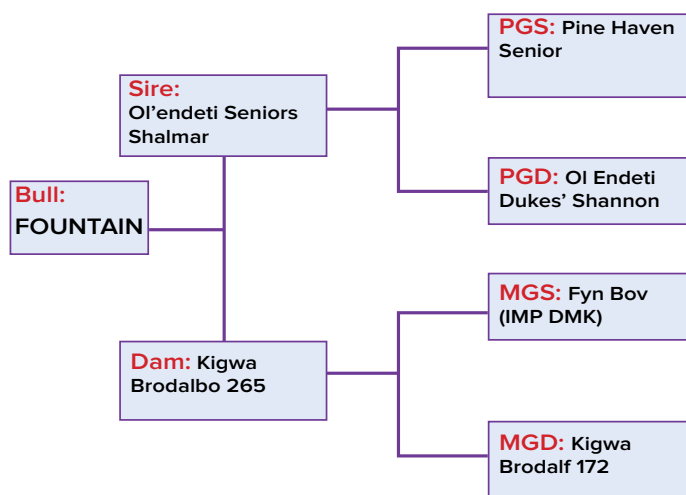 PGS: Pine Haven
Senior
Sire:
Ol'endeti Seniors
Shalmar
PGD: Ol Endeti
Dukes' Shannon
Bull:
FOUNTAIN
MGS: Fyn Bov
(IMP DMK)
Dam: Kigwa
Brodalbo 265
MGD: Kigwa
Brodalf 172